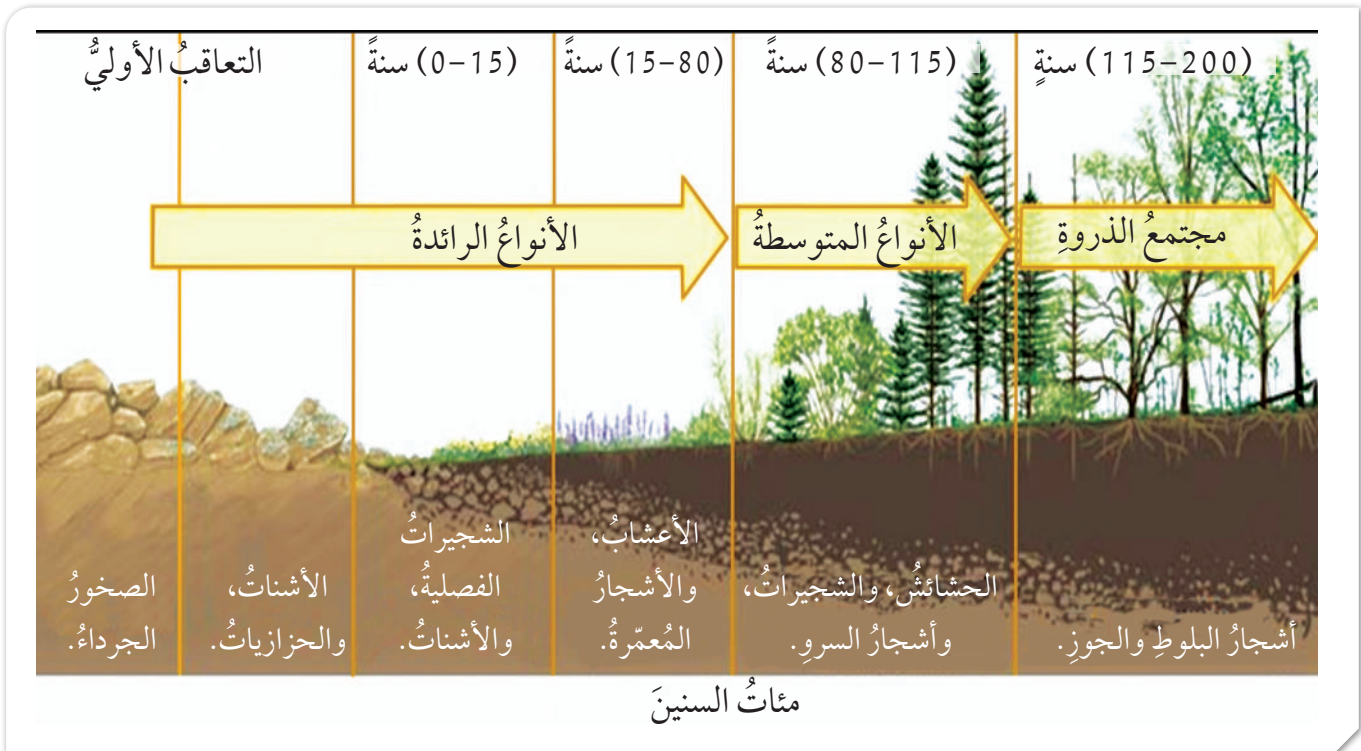 التعاقبُ الأوليُّ
(0–15) سنةً
(15–80) سنةً
(80–115) سنةً
(115–200) سنةٍ
الأنواعُ الرائدةُ
الأنواعُ المتوسطةُ
مجتمعُ الذروةِ
الصخورُ
الجرداءُ.
الأشناتُ،
والحزازياتُ.
الشجيراتُ
الفصليةُ،
والأشناتُ.
الأعشابُ،
والأشجارُ
المُعمّرةُ.
الحشائشُ، والشجيراتُ،
وأشجارُ السروِ.
أشجارُ البلوطِ والجوزِ.
مئاتُ السنينَ